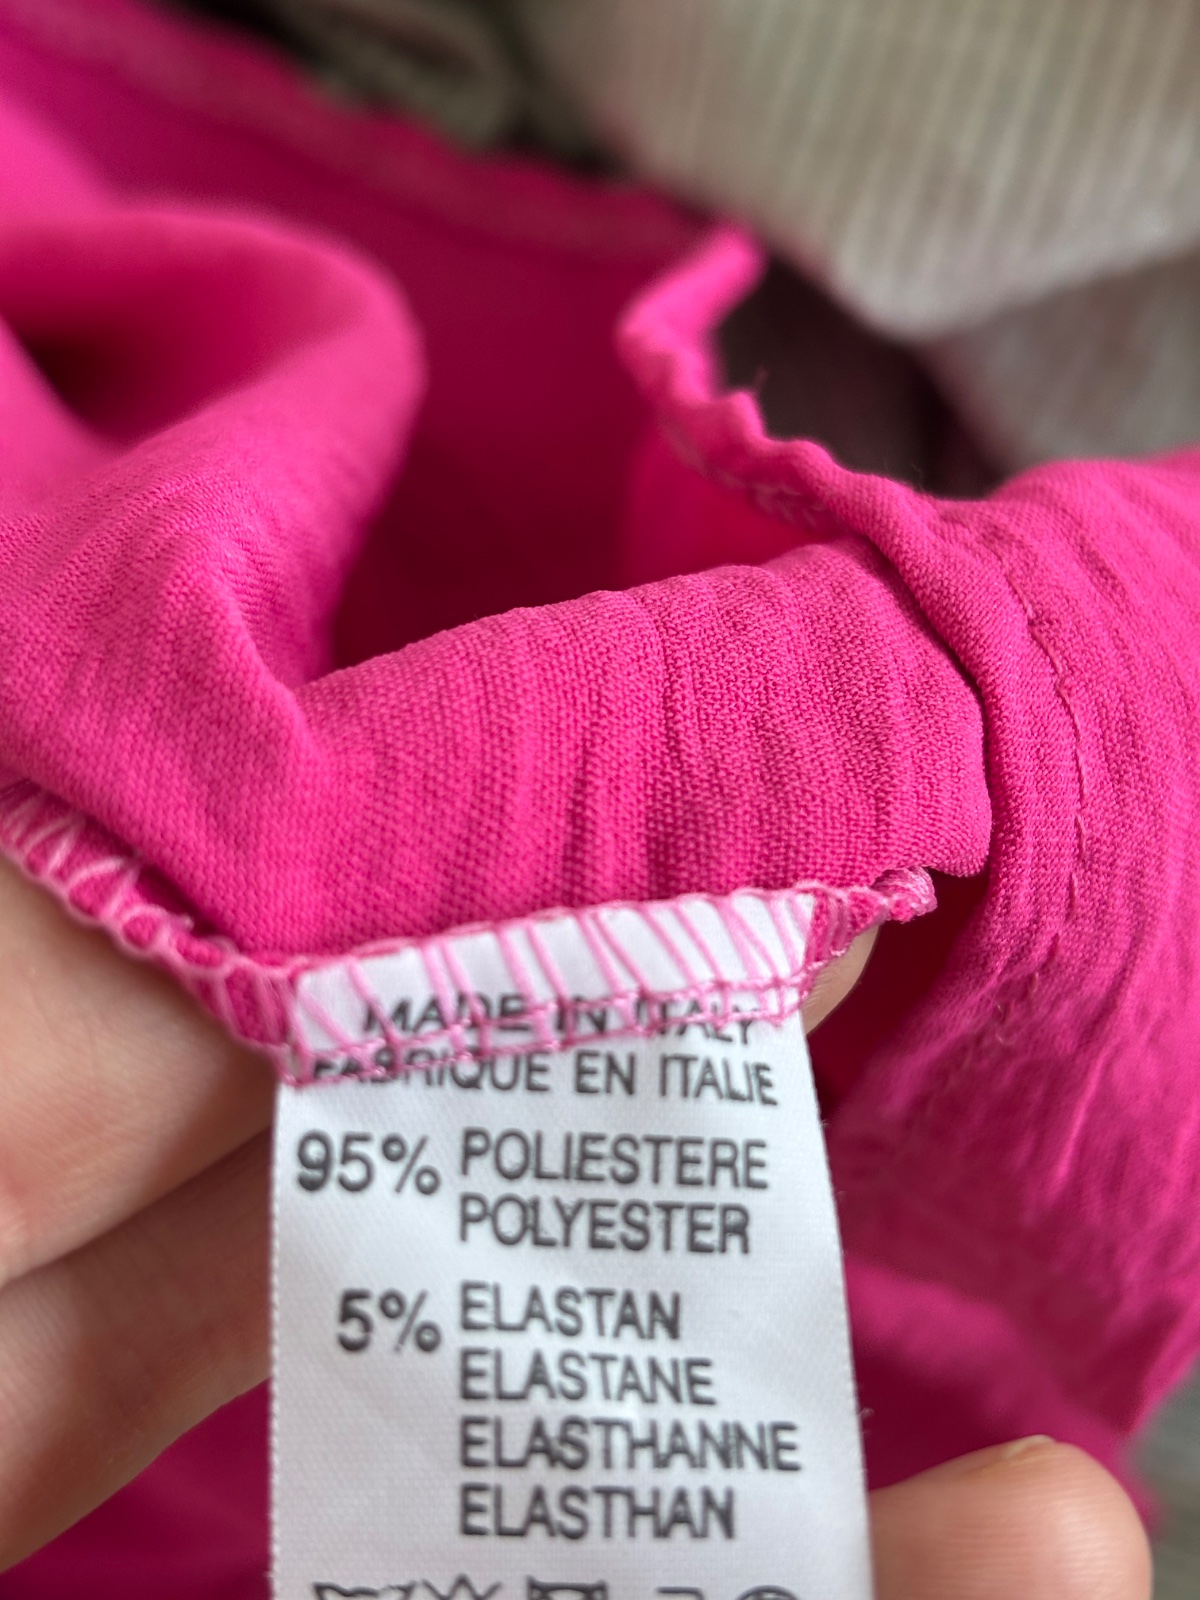 MADE IN ITALY
FABRIQUE EN ITALIE
95% POLIESTERE
POLYESTER
5% ELASTAN
ELASTANE
ELASTHANNE
ELASTHAN